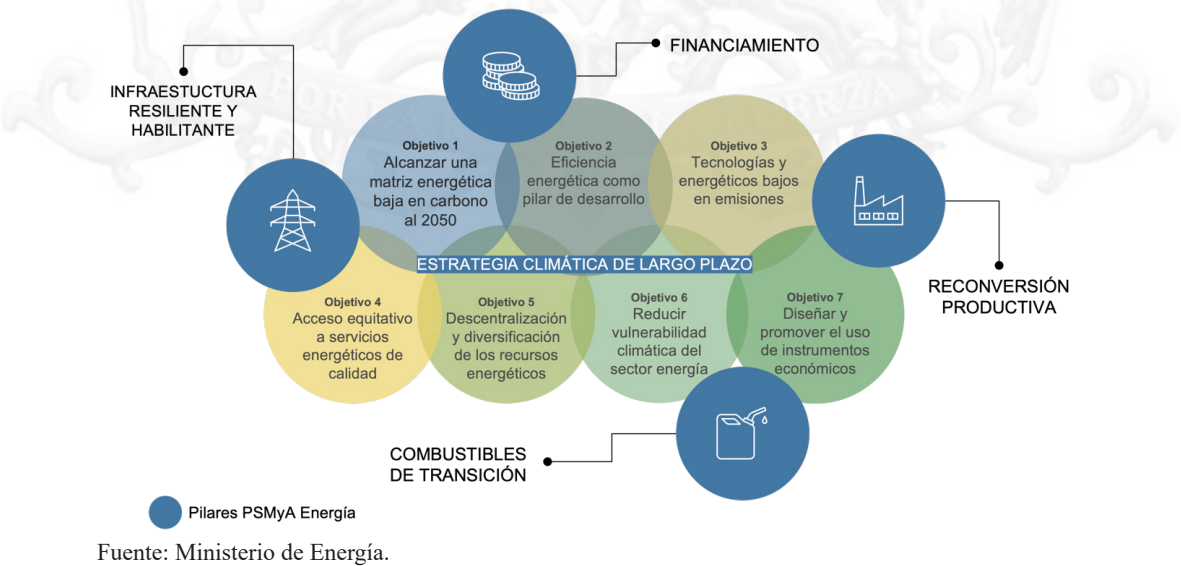 FINANCIAMIENTO
INFRAESTUCTURA
RESILIENTE Y
HABILITANTE
Objetivo 1
Alcanzar una
matriz energética
baja en carbono
al 2050
Objetivo 2
Eficiencia
energética como
pilar de desarrollo
Objetivo 3
Tecnologías y
energéticos bajos
en emisiones
ESTRATEGIA CLIMÁTICA DE LARGO PLAZO
RECONVERSIÓN
PRODUCTIVA
Objetivo 4
Acceso equitativo
a servicios
energéticos de
calidad
Objetivo 5
Descentralización
y diversificación
de los recursos
energéticos
Objetivo 6
Reducir
vulnerabilidad
climática del
sector energía
Objetivo 7
Diseñar y
promover el uso
de instrumentos
económicos
COMBUSTIBLES
DE TRANSICIÓN
Pilares PSMyA Energía
Fuente: Ministerio de Energía.